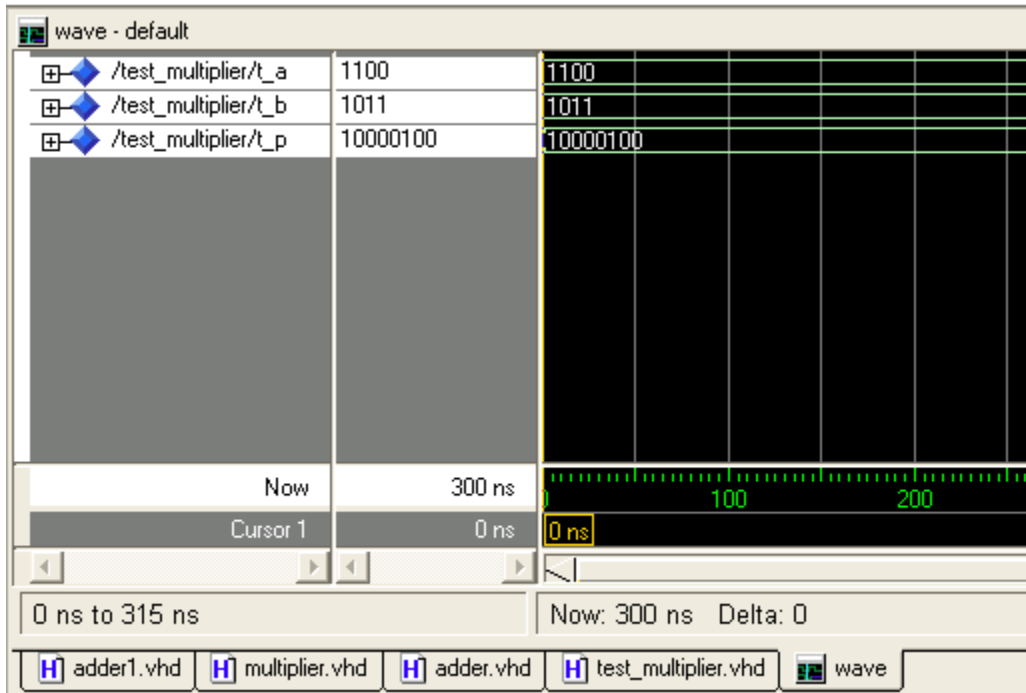 wave - default
/test_multiplier/t_a 1100 1100
/test_multiplier/t_b 1011 1011
/test_multiplier/t_p 10000100 10000100
Now 300 ns 100 200
Cursor 1 0 ns 0 ns
0 ns to 315 ns Now: 300 ns Delta: 0
H adder1.vhd H multiplier.vhd H adder.vhd H test_multiplier.vhd wave